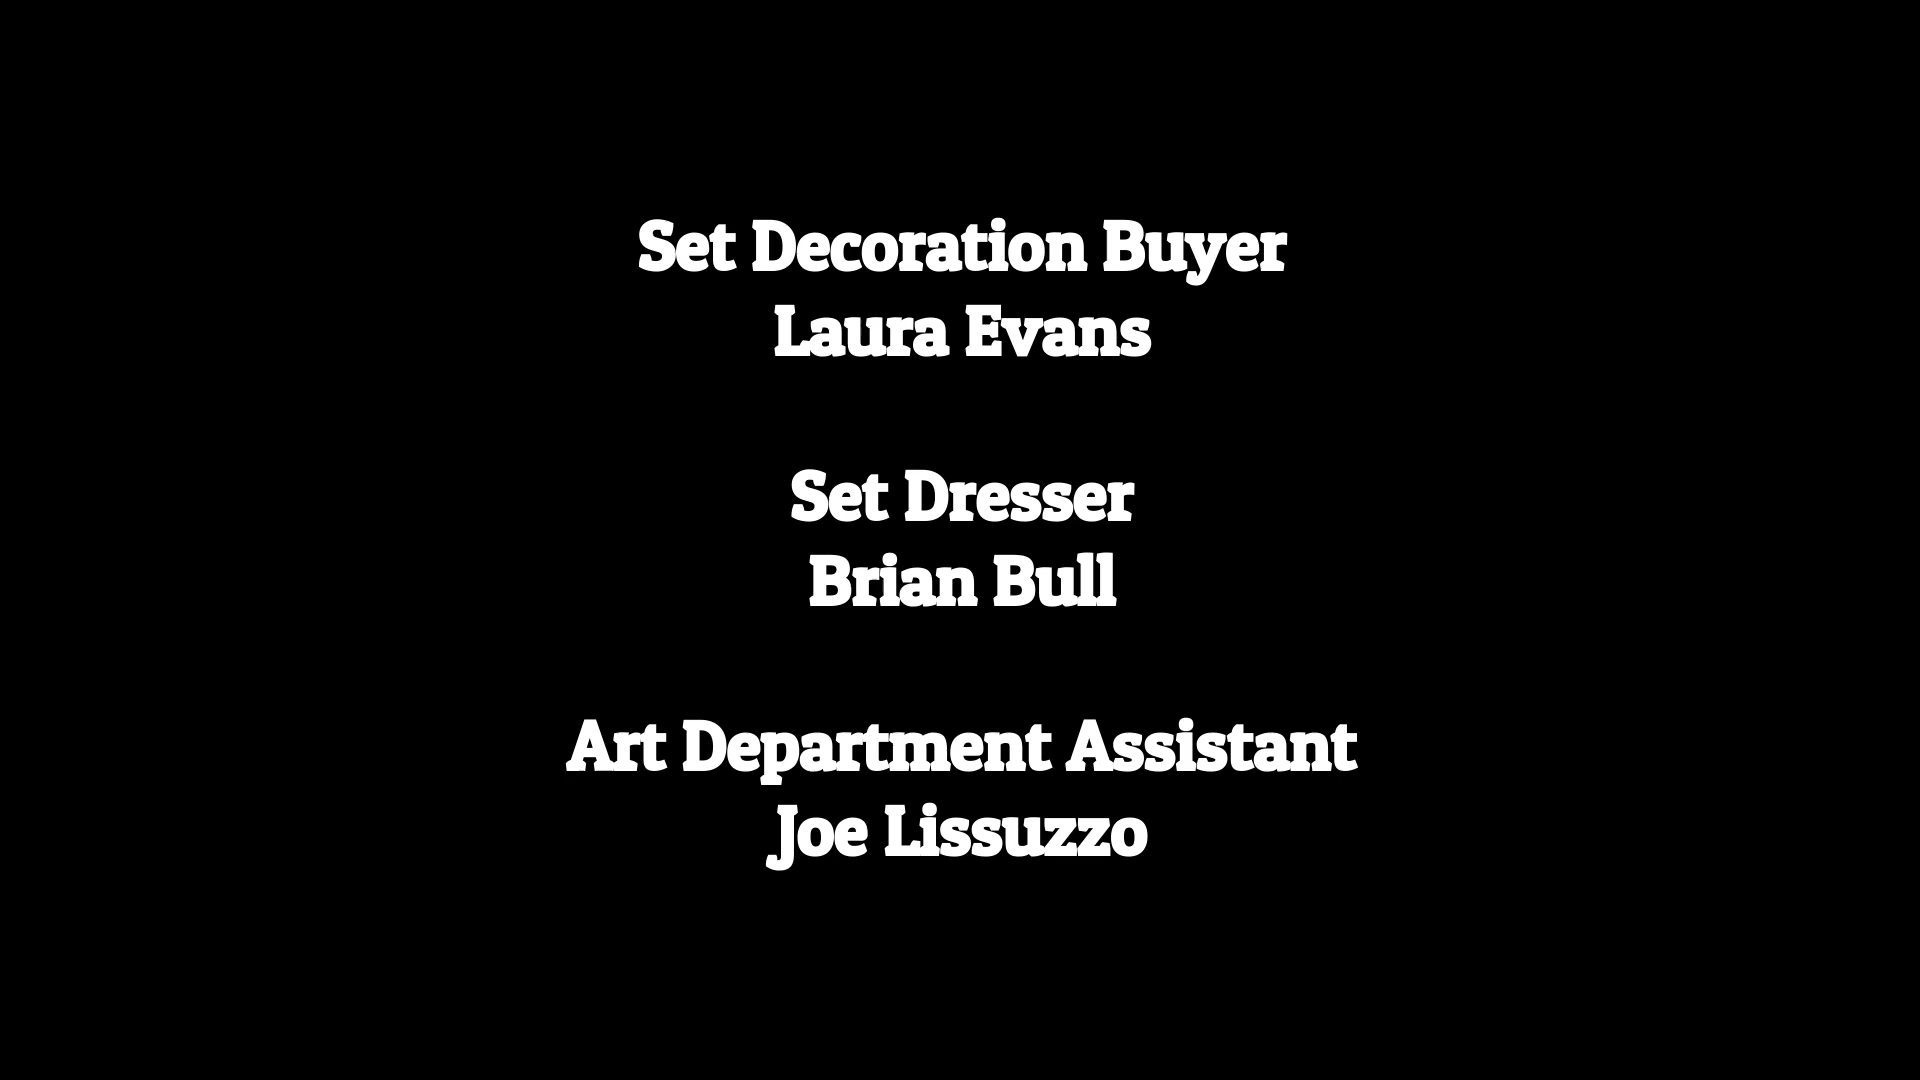 Set Decoration Buyer
Laura Evans
Set Dresser
Brian Bull
Art Department Assistant
Joe Lissuzzo